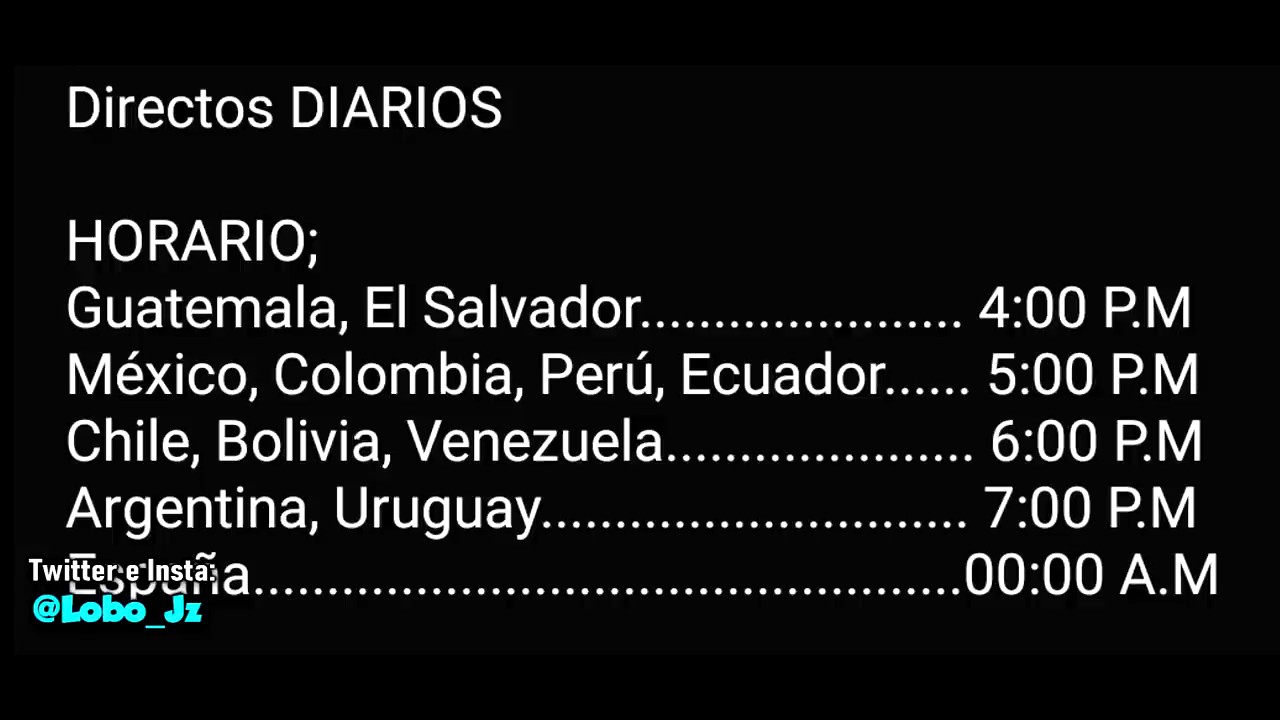 Directos DIARIOS
HORARIO;
Guatemala, El Salvador...................... 4:00 P.M
México, Colombia, Perú, Ecuador...... 5:00 P.M
Chile, Bolivia, Venezuela..................... 6:00 P.M
Argentina, Uruguay............................. 7:00 P.M
España................................................00:00 A.M
Twitter e Insta:
@Lobo_Jz